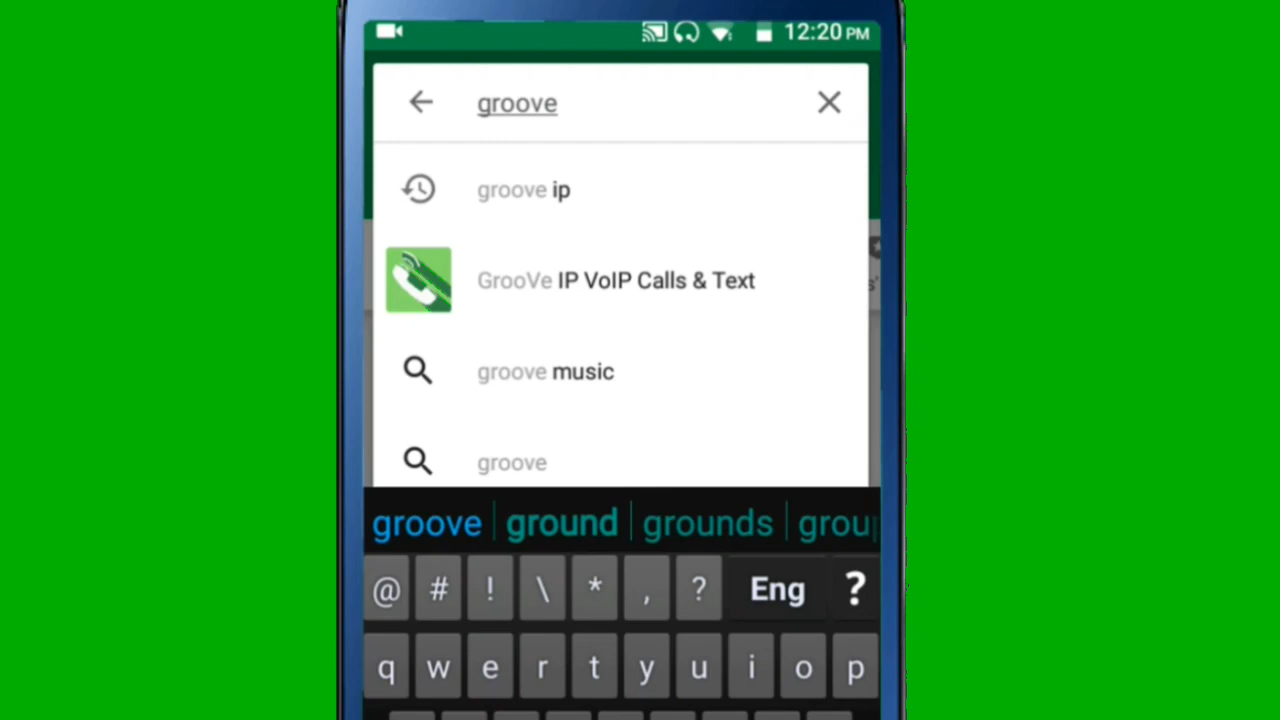 12:20 PM
groove
groove ip
GrooVe IP VoIP Calls & Text
groove music
groove
groove ground grounds group
@ # ! \ * , ? Eng ?
q w e r t y u i o p